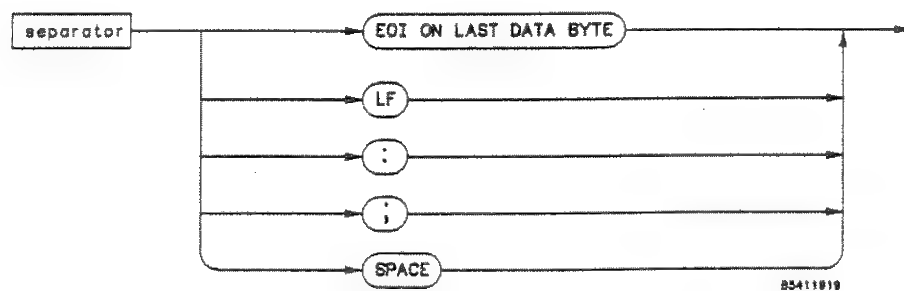 separator
EOI ON LAST DATA BYTE
LF
:
;
SPACE
85411919